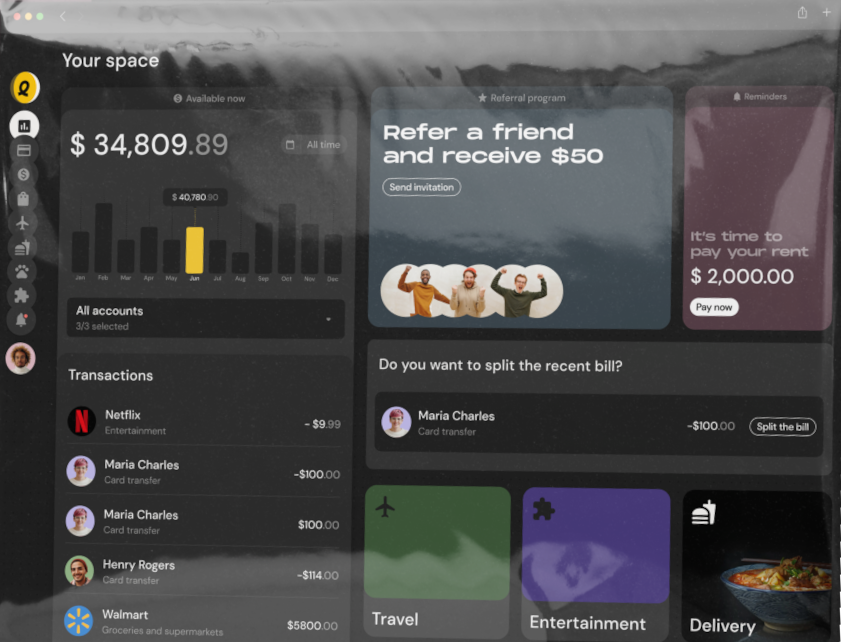 Your space
Available now
$ 34,809.89
All time
$ 40,780.80
Jan Feb Mar Apr May Jun Jul Aug Sep Oct Nov Dec
All accounts
3/3 selected
Transactions
Netflix
Entertainment
- $9.99
Maria Charles
Card transfer
-$100.00
Maria Charles
Card transfer
$100.00
Henry Rogers
Card transfer
-$114.00
Walmart
Groceries and supermarkets
$5800.00
Referral program
Refer a friend
and receive $50
Send invitation
Reminders
It's time to
pay your rent
$ 2,000.00
Pay now
Do you want to split the recent bill?
Maria Charles
Card transfer
-$100.00
Split the bill
Travel
Entertainment
Delivery